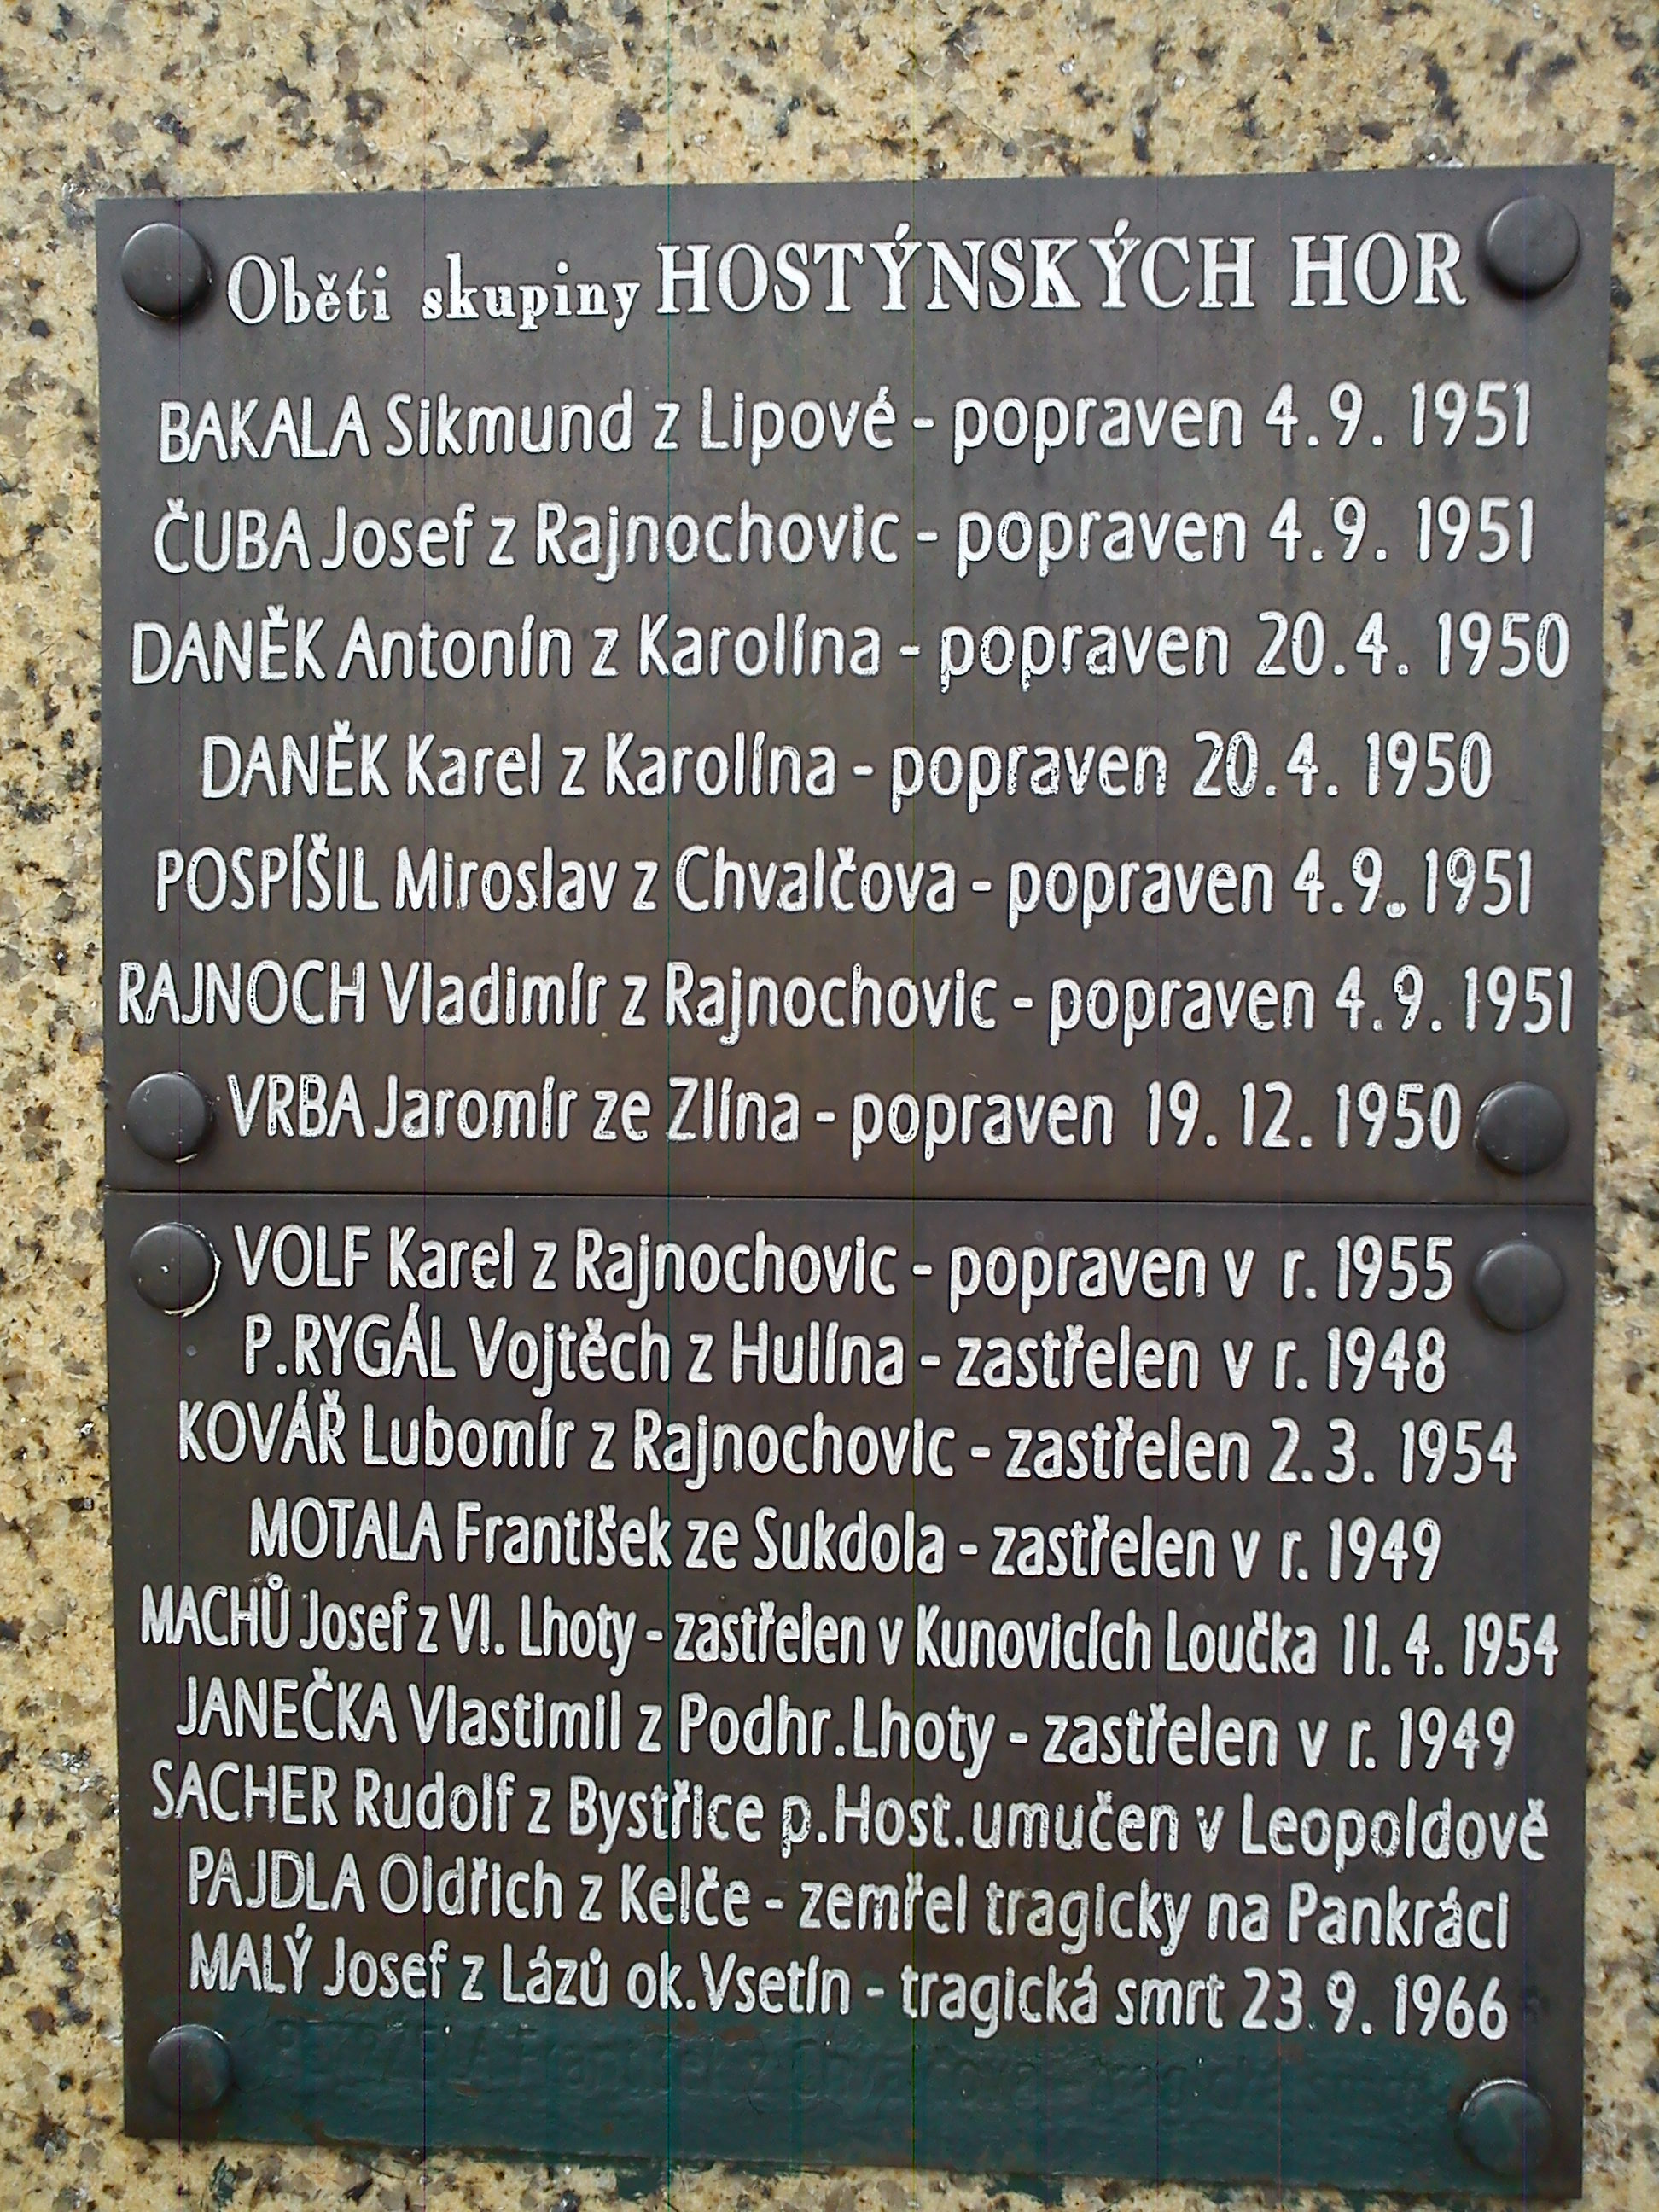 Oběti skupiny HOSTÝNSKÝCH HOR
BAKALA Sikmund z Lipové - popraven 4.9. 1951
ČUBA Josef z Rajnochovic - popraven 4.9. 1951
DANĚK Antonín z Karolína - popraven 20.4. 1950
DANĚK Karel z Karolína - popraven 20.4. 1950
POSPÍŠIL Miroslav z Chvalčova - popraven 4.9. 1951
RAJNOCH Vladimír z Rajnochovic - popraven 4.9. 1951
VRBA Jaromír ze Zlína - popraven 19. 12. 1950
VOLF Karel z Rajnochovic - popraven v r. 1955
P.RYGÁL Vojtěch z Hulína - zastřelen v r. 1948
KOVÁŘ Lubomír z Rajnochovic - zastřelen 2.3. 1954
MOTALA František ze Sukdola - zastřelen v r. 1949
MACHŮ Josef z Vl. Lhoty - zastřelen v Kunovicích Loučka 11. 4. 1954
JANEČKA Vlastimil z Podhr.Lhoty - zastřelen v r. 1949
SACHER Rudolf z Bystřice p.Host.umučen v Leopoldově
PAJDLA Oldřich z Kelče - zemřel tragicky na Pankráci
MALÝ Josef z Lázů ok.Vsetín - tragická smrt 23 9. 1966